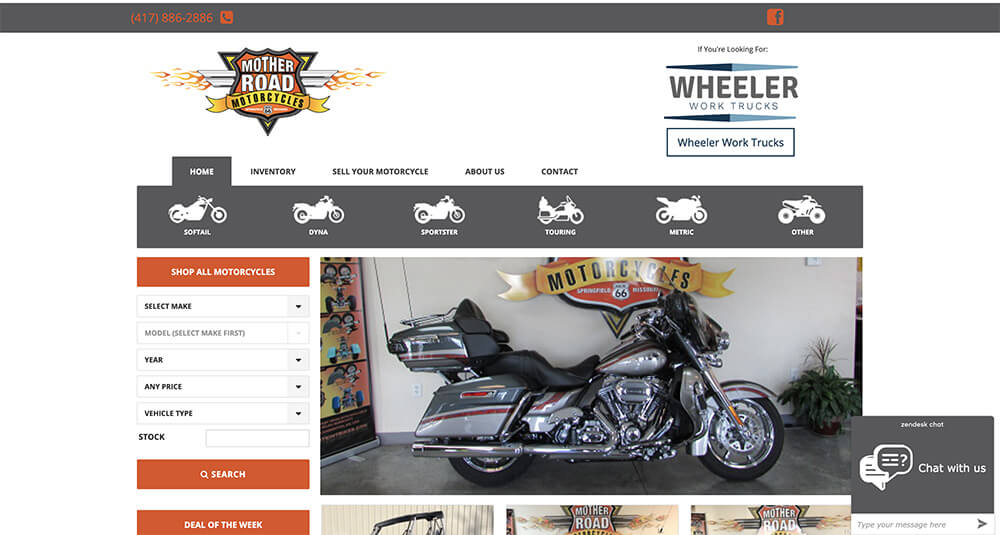 (417) 886-2886
If You're Looking For:
MOTHER
ROAD
MOTORCYCLES
66
WHEELER
WORK TRUCKS
Wheeler Work Trucks
HOME INVENTORY SELL YOUR MOTORCYCLE ABOUT US CONTACT
SOFTAIL DYNA SPORTSTER TOURING METRIC OTHER
SHOP ALL MOTORCYCLES
SELECT MAKE
MODEL (SELECT MAKE FIRST)
YEAR
ANY PRICE
VEHICLE TYPE
STOCK
SEARCH
DEAL OF THE WEEK
MOTORCYCLES
SPRINGFIELD MISSOURI
66
zendesk chat
Chat with us
Type your message here
MOTHER
ROAD
MOTHER
ROAD